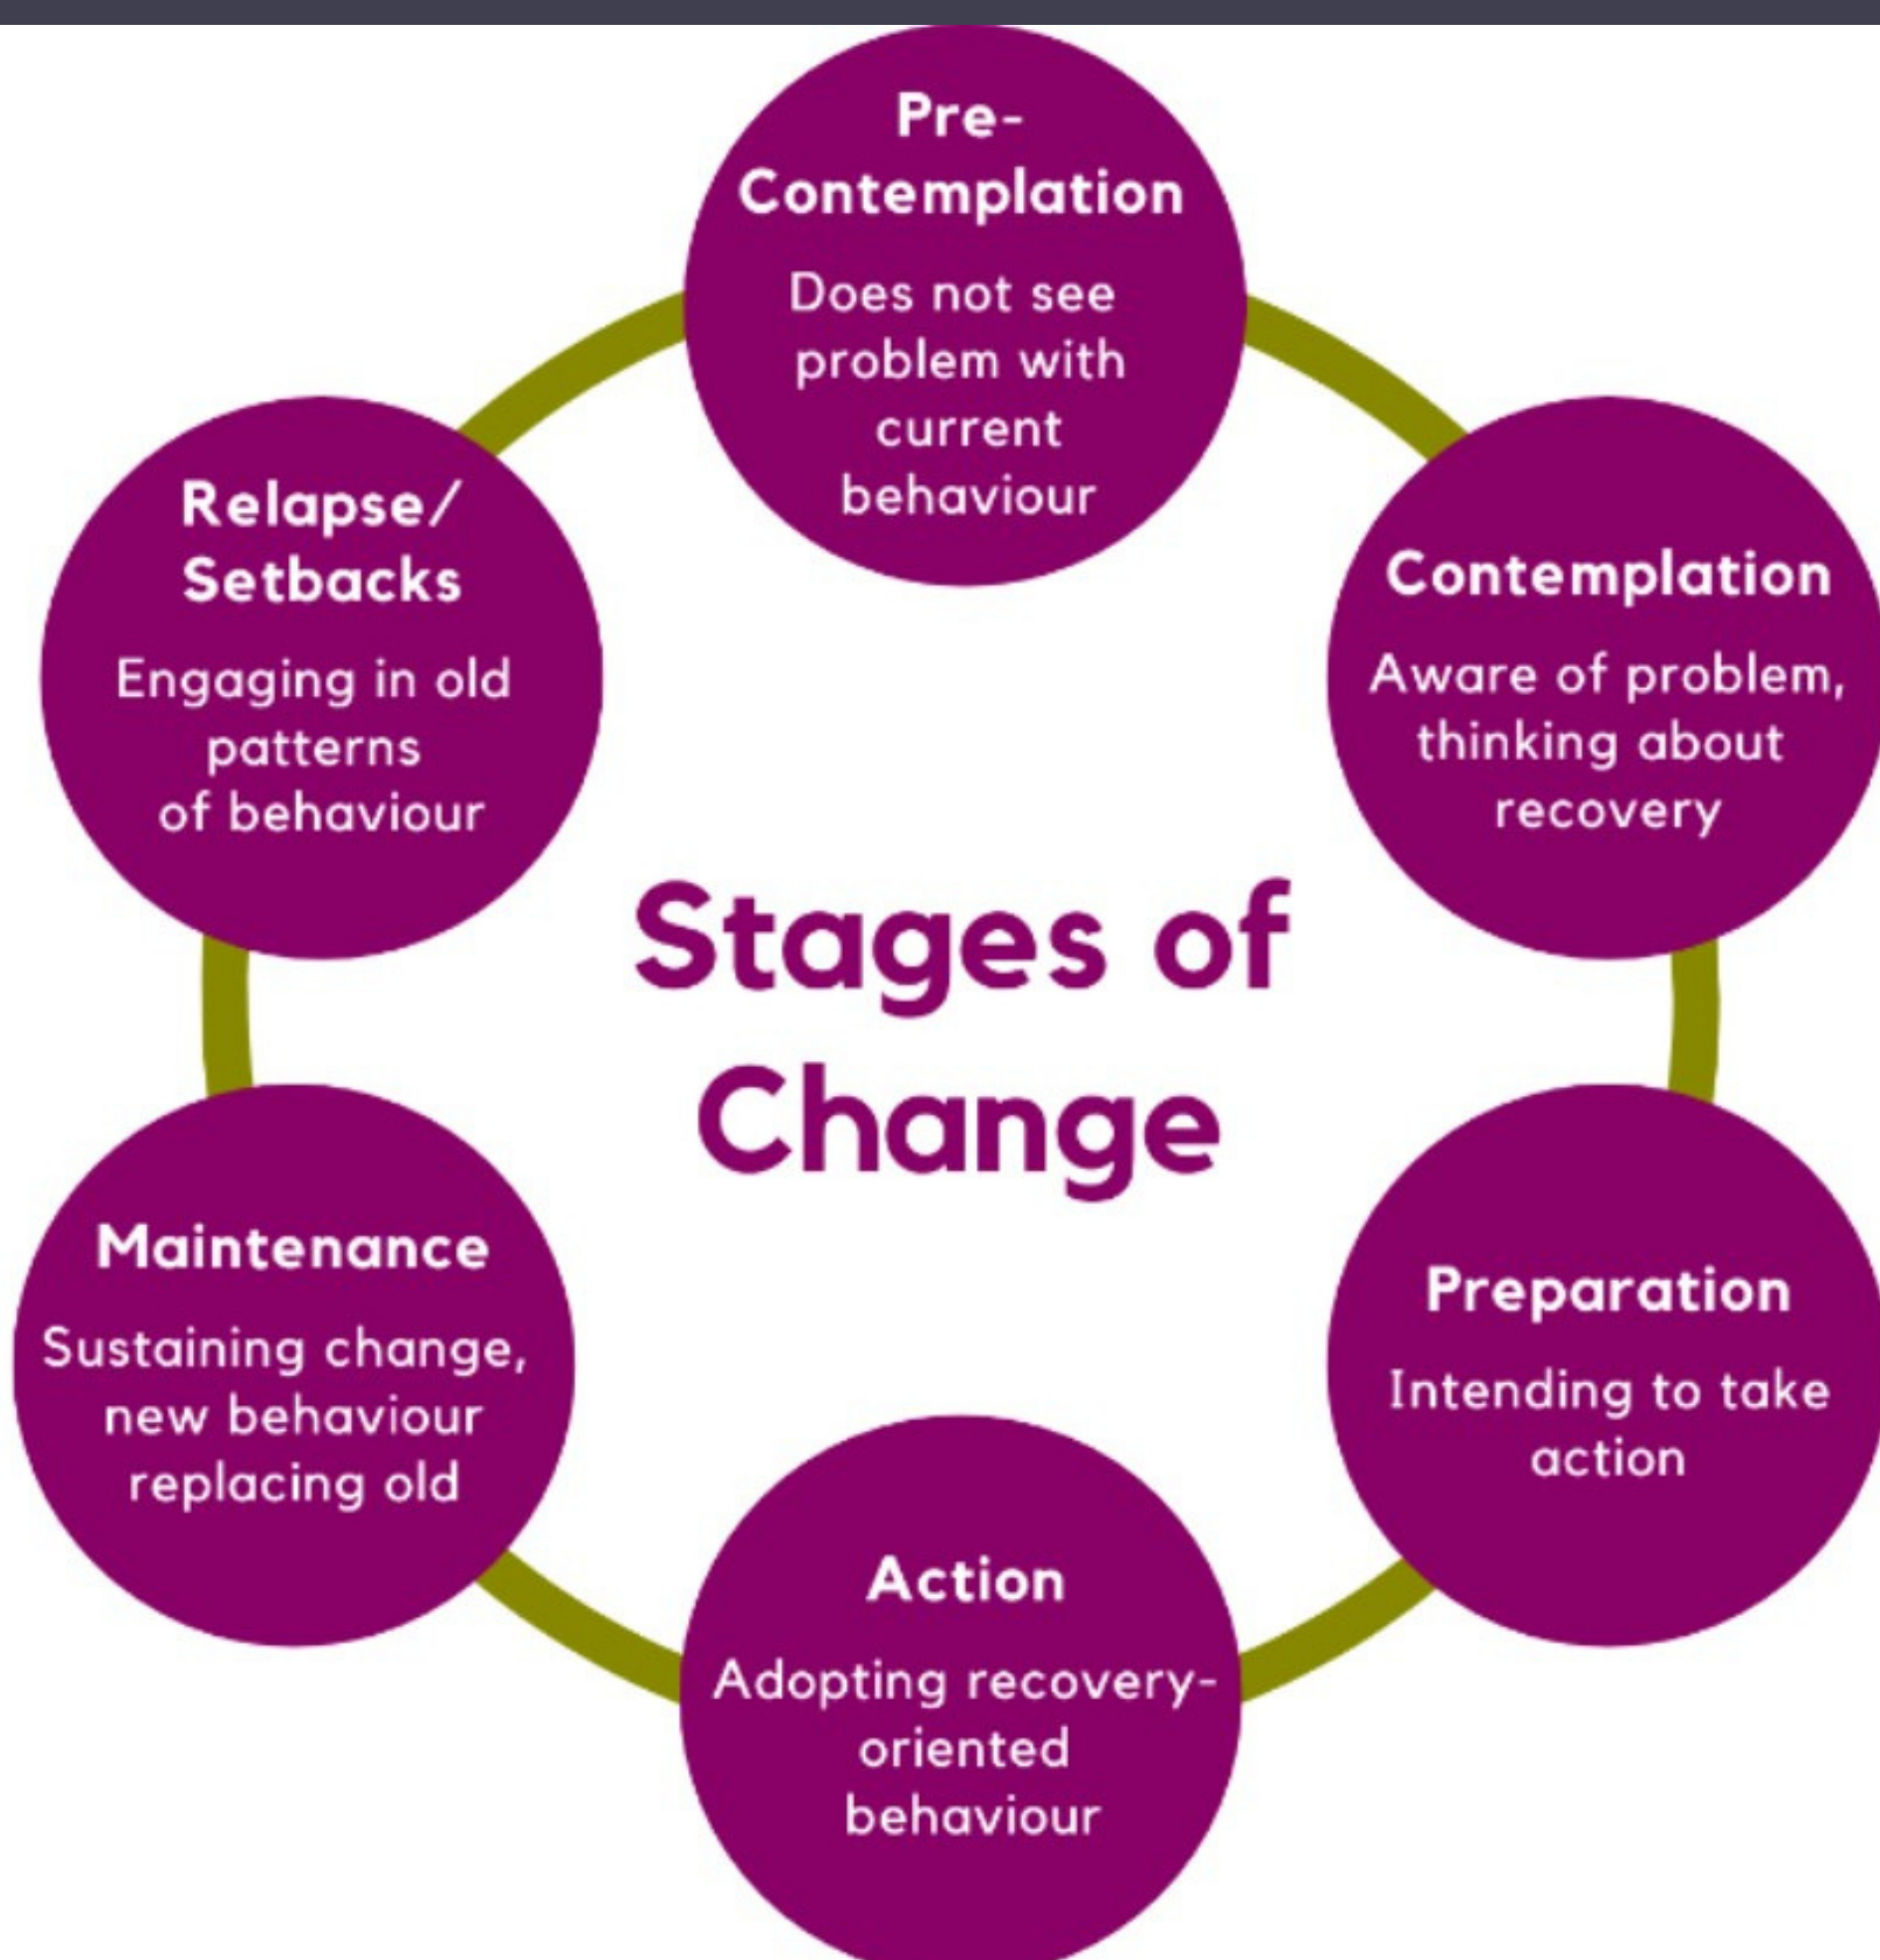 Pre-
Contemplation
Does not see
problem with
current
behaviour
Contemplation
Aware of problem,
thinking about
recovery
Preparation
Intending to take
action
Action
Adopting recovery-
oriented
behaviour
Maintenance
Sustaining change,
new behaviour
replacing old
Relapse/
Setbacks
Engaging in old
patterns
of behaviour
Stages of
Change